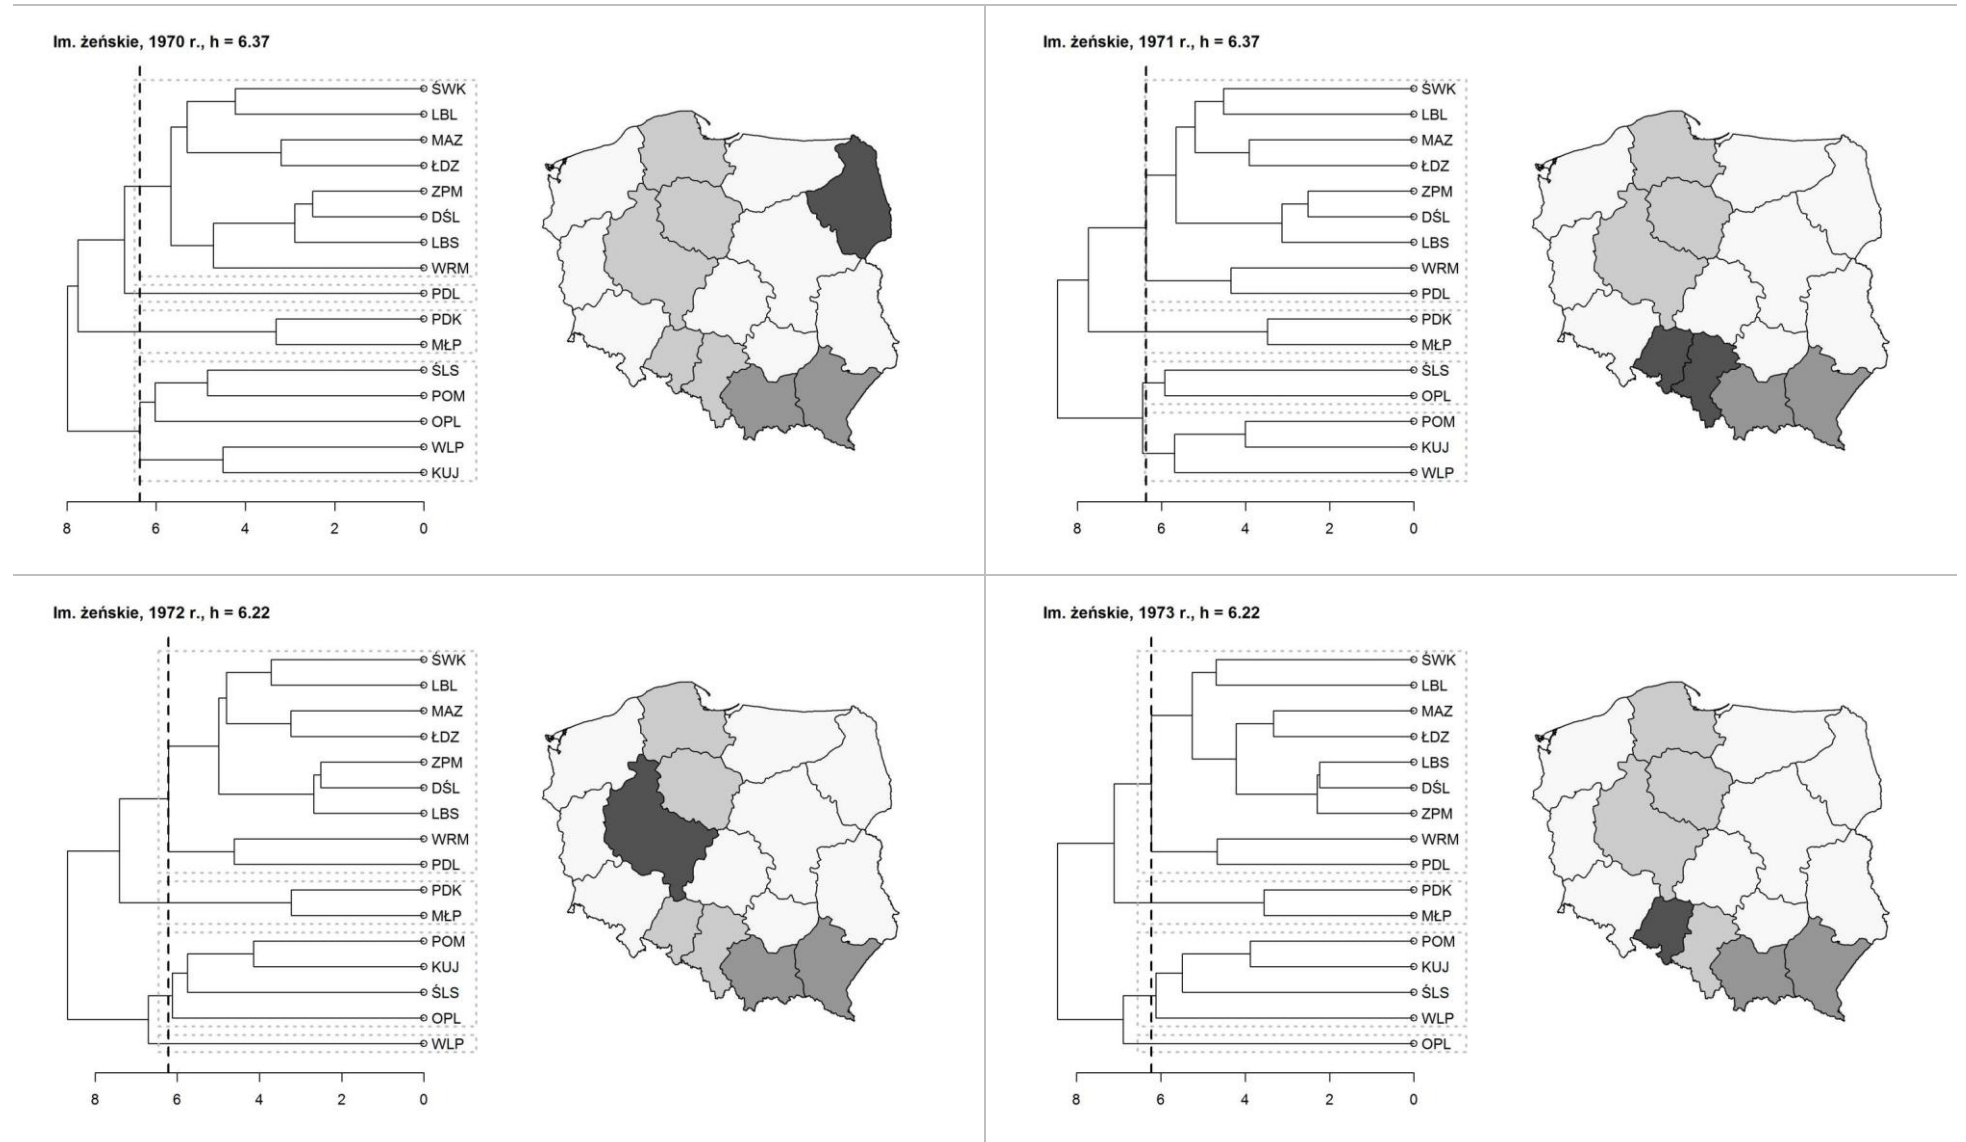 Im. żeńskie, 1970 r., h = 6.37
ŚWK
LBL
MAZ
ŁDZ
ZPM
DŚL
LBS
WRM
PDL
PDK
MŁP
ŚLS
POM
OPL
WLP
KUJ
8 6 4 2 0
Im. żeńskie, 1971 r., h = 6.37
ŚWK
LBL
MAZ
ŁDZ
ZPM
DŚL
LBS
WRM
PDL
PDK
MŁP
ŚLS
OPL
POM
KUJ
WLP
8 6 4 2 0
Im. żeńskie, 1972 r., h = 6.22
ŚWK
LBL
MAZ
ŁDZ
ZPM
DŚL
LBS
WRM
PDL
PDK
MŁP
POM
KUJ
ŚLS
OPL
WLP
8 6 4 2 0
Im. żeńskie, 1973 r., h = 6.22
ŚWK
LBL
MAZ
ŁDZ
LBS
DŚL
ZPM
WRM
PDL
PDK
MŁP
POM
KUJ
ŚLS
WLP
OPL
8 6 4 2 0